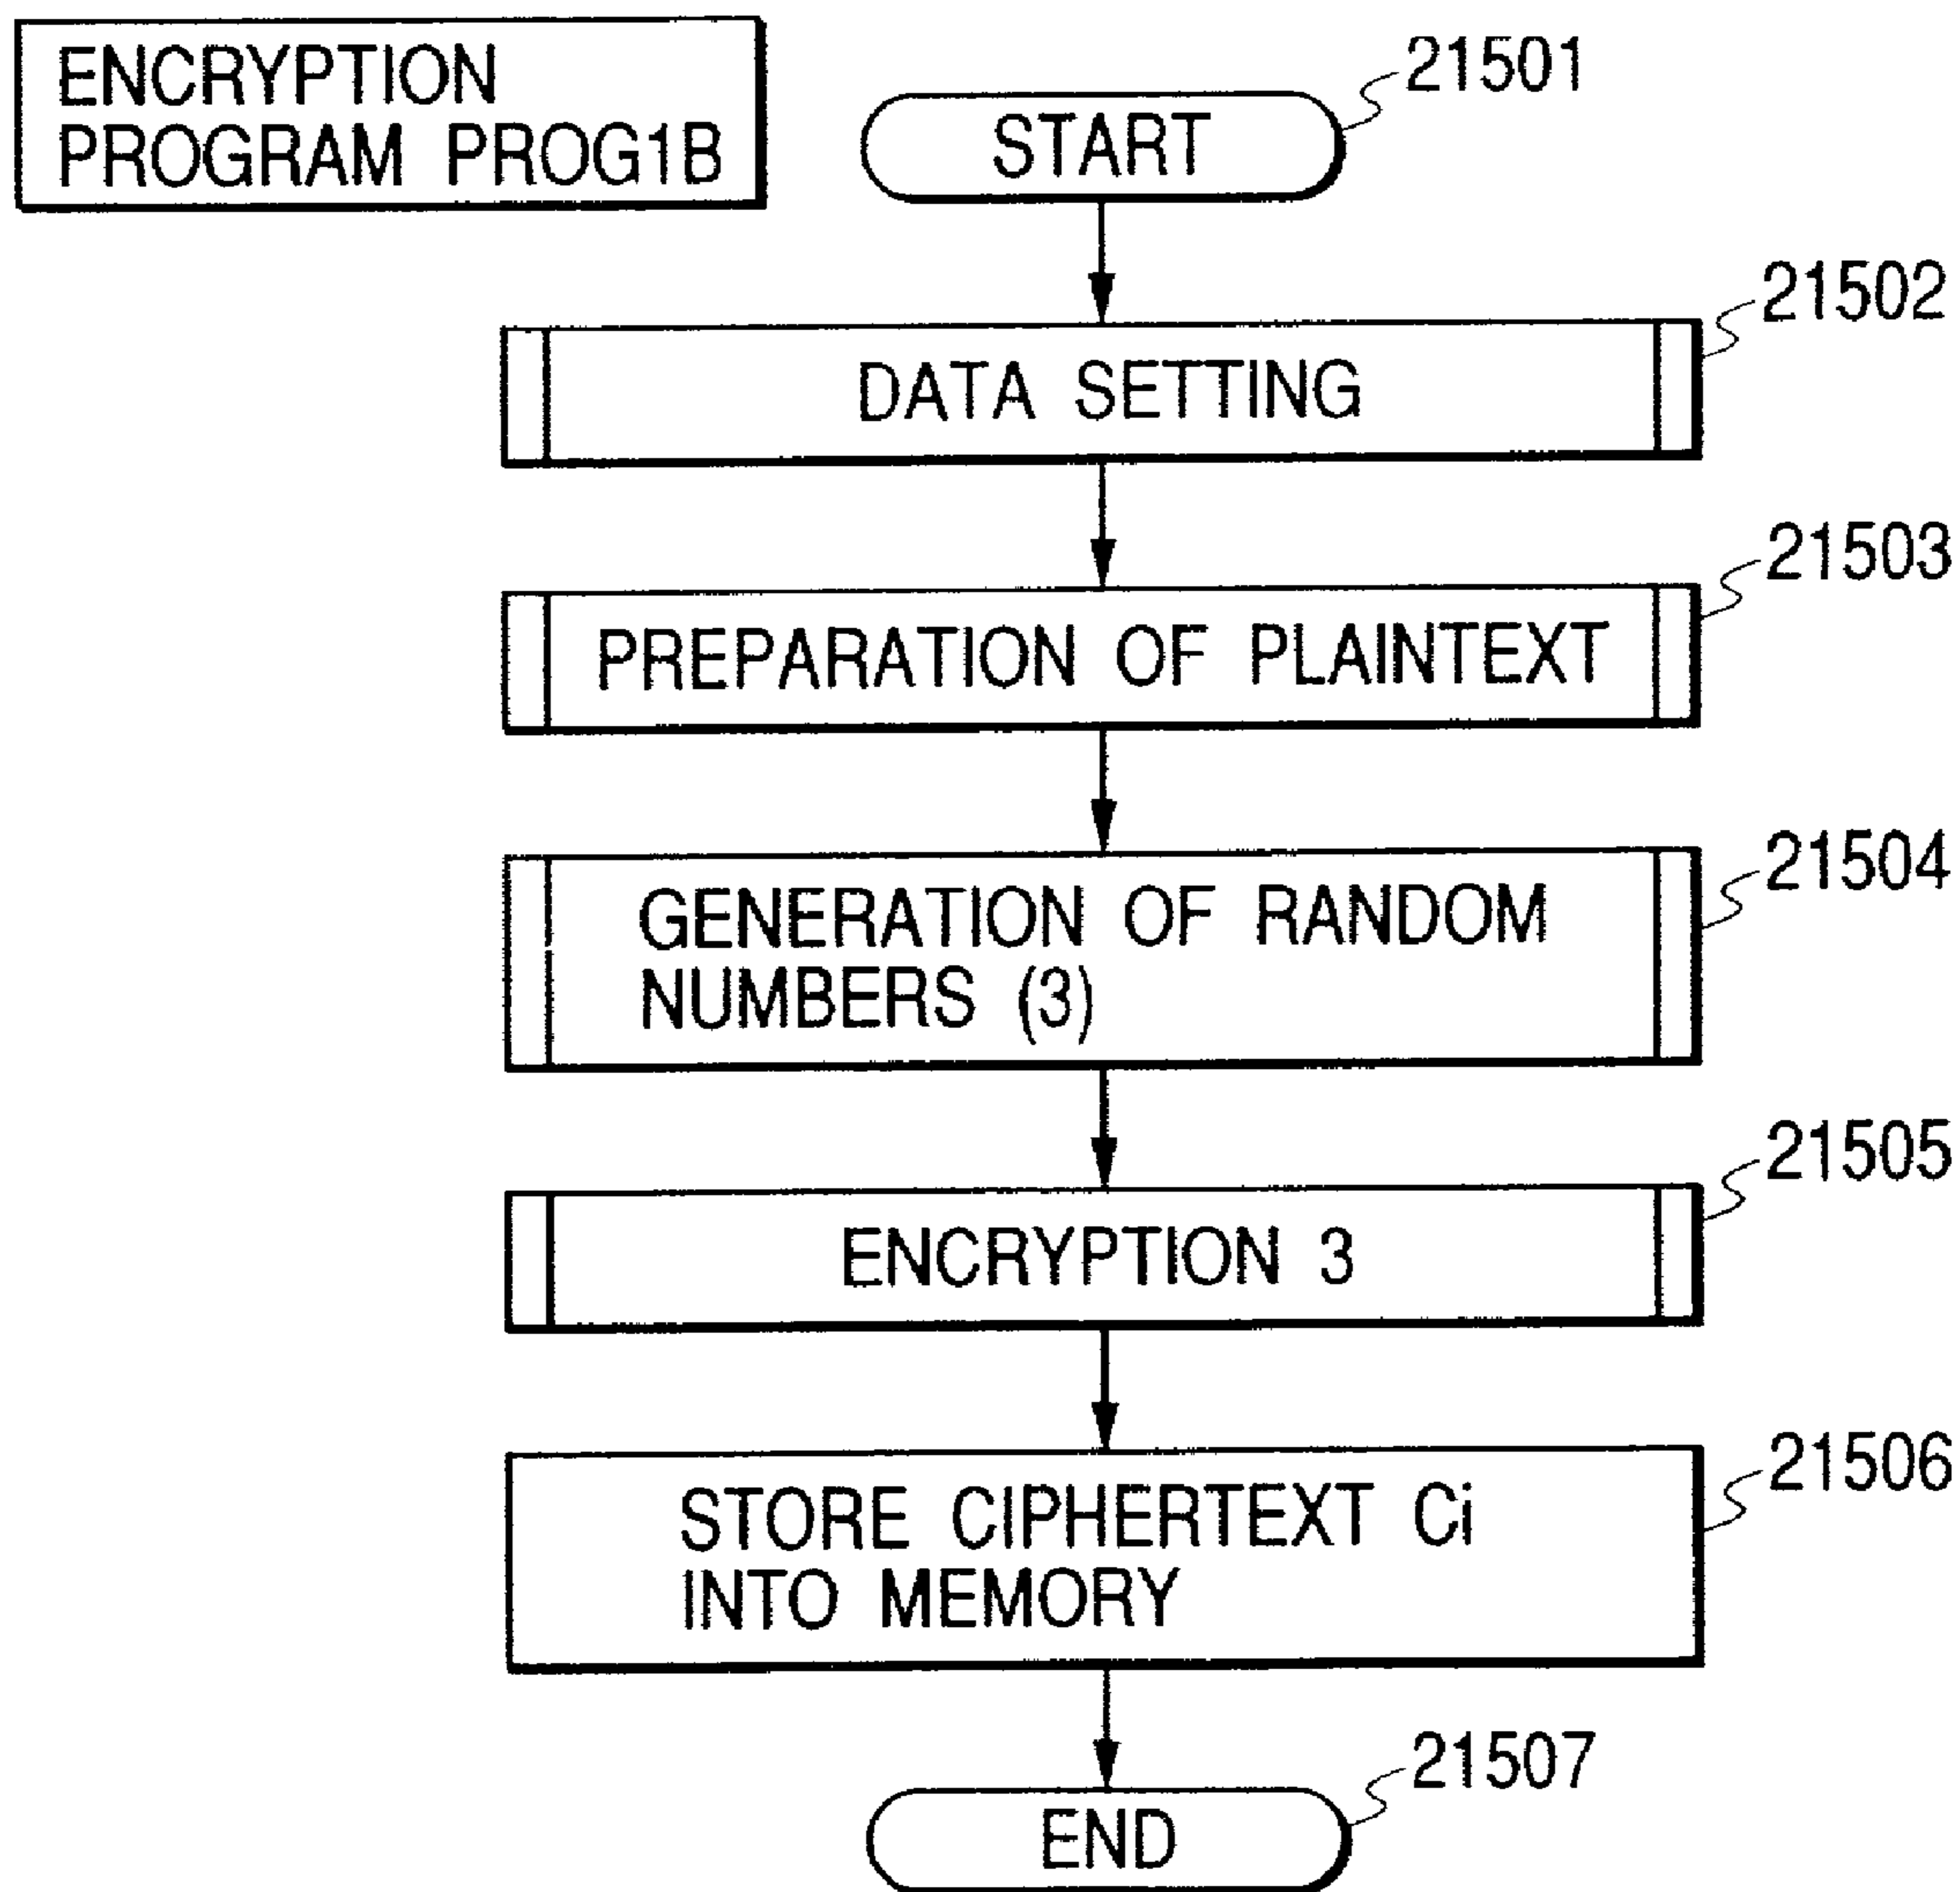 ENCRYPTION
PROGRAM PROG1B
START
21501
DATA SETTING
21502
PREPARATION OF PLAINTEXT
21503
GENERATION OF RANDOM
NUMBERS (3)
21504
ENCRYPTION 3
21505
STORE CIPHERTEXT Ci
INTO MEMORY
21506
END
21507